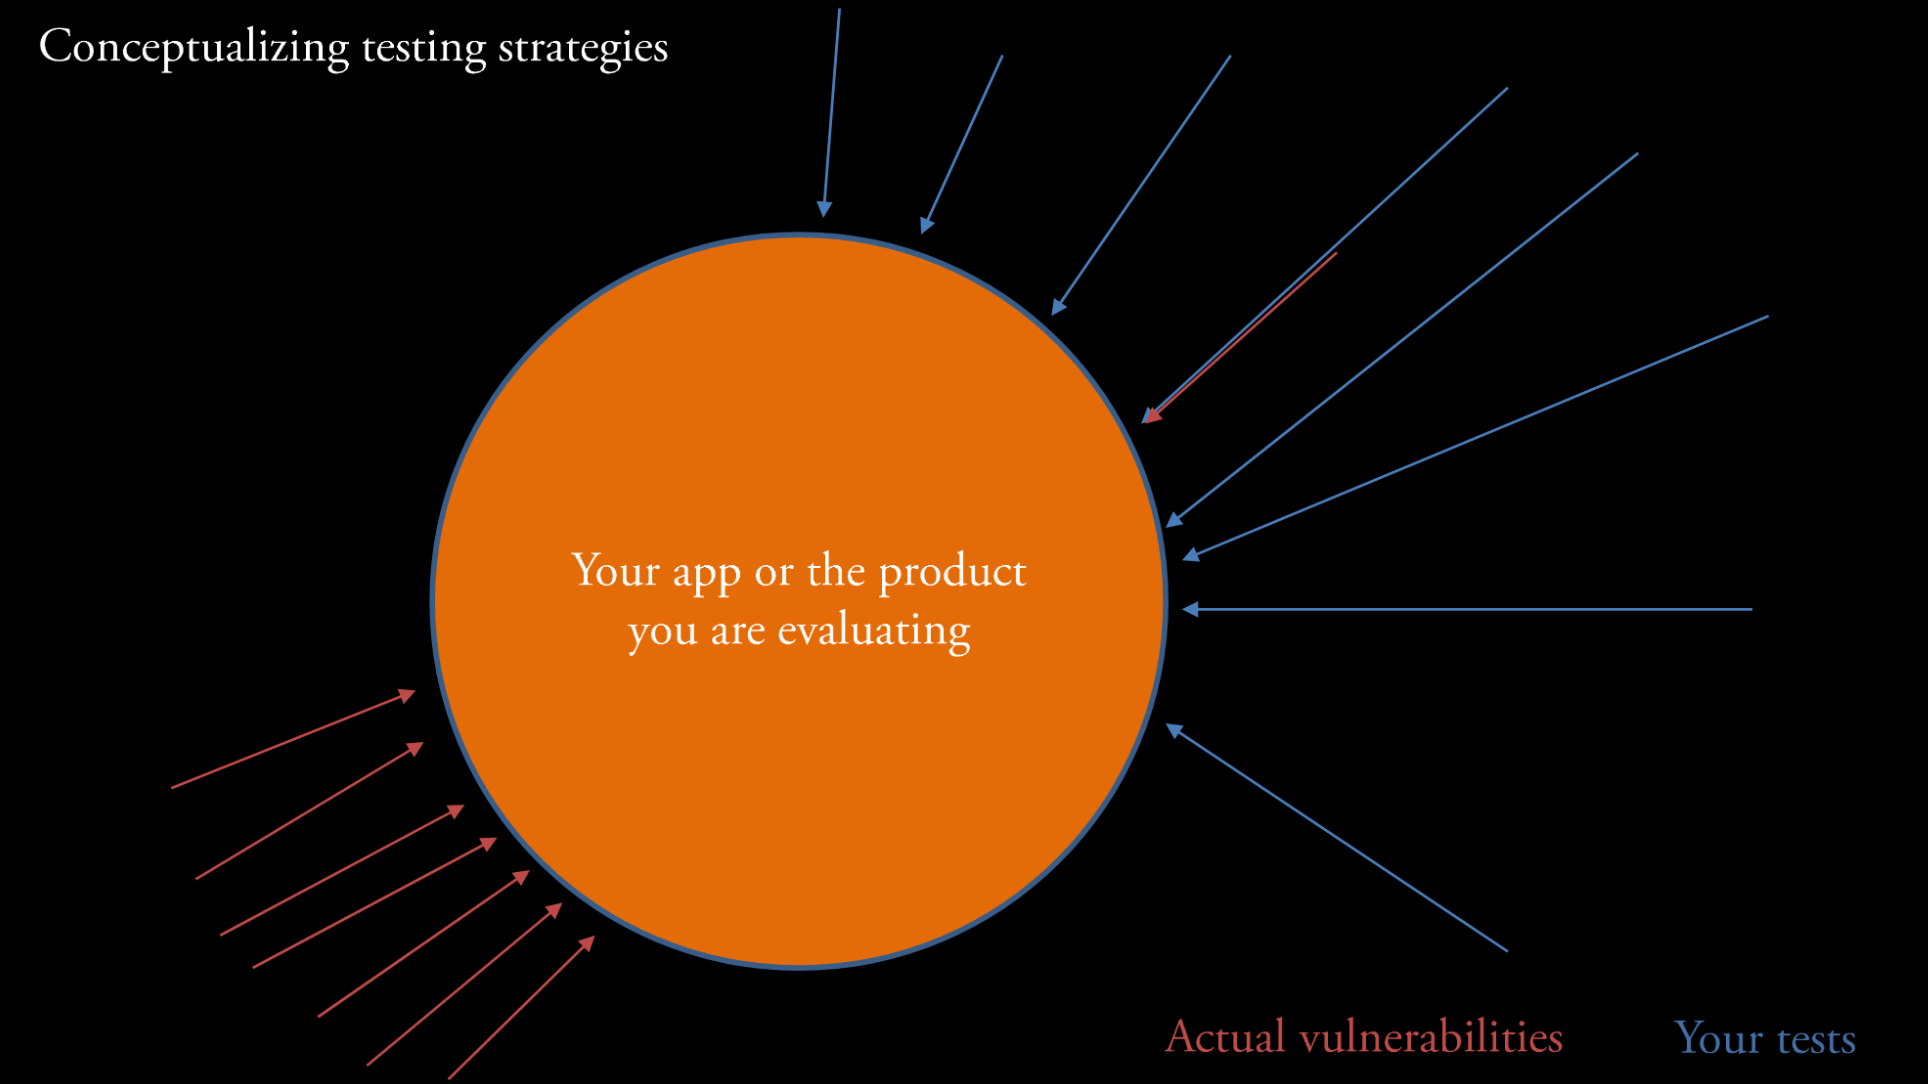 Conceptualizing testing strategies
Your app or the product
you are evaluating
Actual vulnerabilities
Your tests